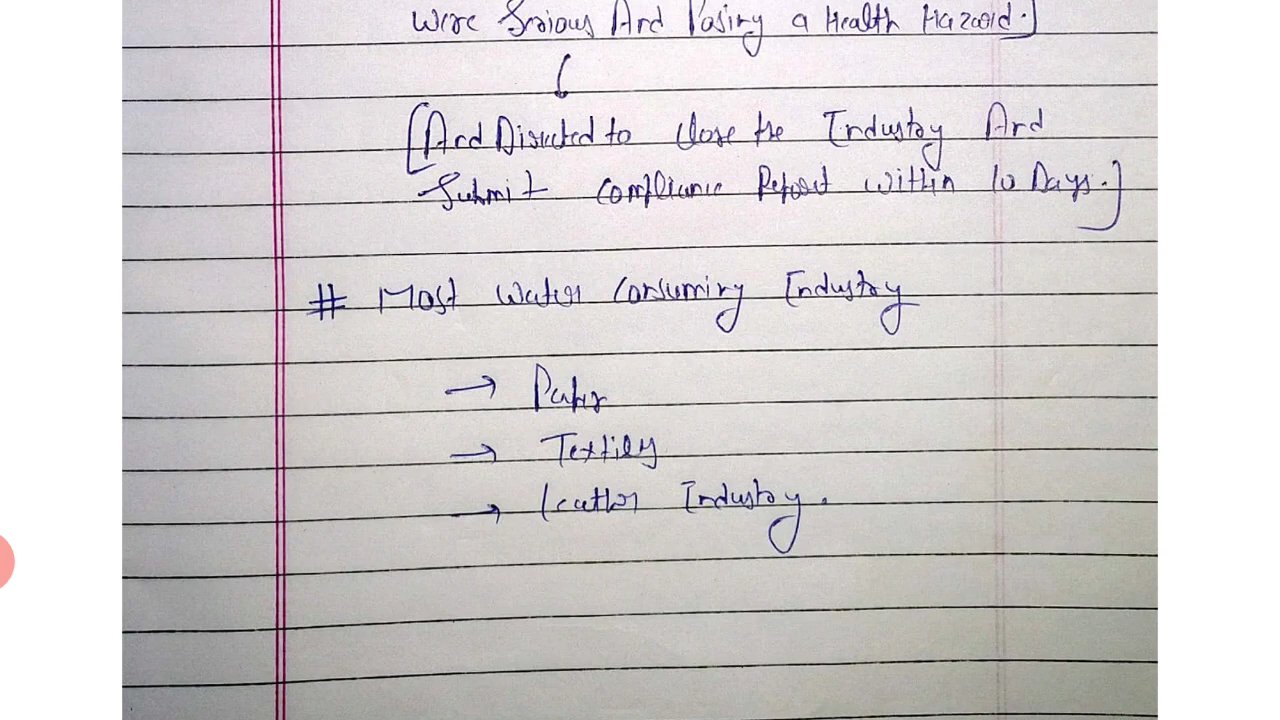 were Serious And Posing a Health Hazard.]
[And Directed to Close the Industry And
Submit Compliance Report within 10 Days.]
# Most Water Consuming Industry
→ Paper
→ Textiles
→ leather Industry.